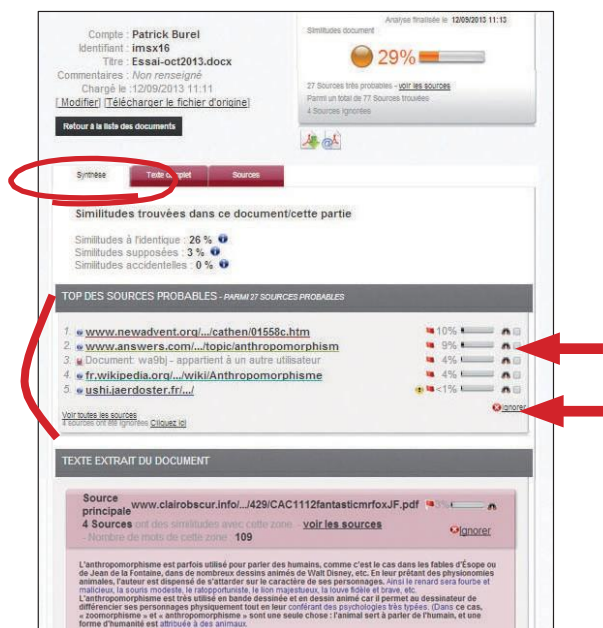 Analyse finalisée le 12/09/2013 11:13
Compte : Patrick Burel
Identifiant : imsx16
Titre : Essai-oct2013.docx
Commentaires : Non renseigné
Chargé le :12/09/2013 11:11
[ Modifier] [Télécharger le fichier d'origine]
Retour à la liste des documents
Similitudes document
29%
27 Sources très probables - voir les sources
Parmi un total de 77 Sources trouvées
4 Sources ignorées
Synthèse Texte complet Sources
Similitudes trouvées dans ce document/cette partie
Similitudes à l'identique : 26 %
Similitudes supposées : 3 %
Similitudes accidentelles : 0 %
TOP DES SOURCES PROBABLES - PARMI 27 SOURCES PROBABLES
1. www.newadvent.org/.../cathen/01558c.htm 10%
2. www.answers.com/.../topic/anthropomorphism 9%
3. Document: wa9bj - appartient à un autre utilisateur 4%
4. fr.wikipedia.org/.../wiki/Anthropomorphisme 4%
5. ushi.jaerdoster.fr/.../ <1%
Ignorer
Voir toutes les sources
4 sources ont été ignorées Cliquez ici
TEXTE EXTRAIT DU DOCUMENT
Source principale www.clairobscur.info/.../429/CAC1112fantasticmrfoxJF.pdf 3%
4 Sources ont des similitudes avec cette zone. - voir les sources
Ignorer
- Nombre de mots de cette zone : 109
L'anthropomorphisme est parfois utilisé pour parler des humains, comme c'est le cas dans les fables d'Ésope ou
de Jean de la Fontaine, dans de nombreux dessins animés de Walt Disney, etc. En leur prêtant des physionomies
animales, l'auteur est dispensé de s'attarder sur le caractère de ses personnages. Ainsi le renard sera fourbe et
malicieux, la souris modeste, le ratopportuniste, le lion majestueux, la louve fidèle et brave, etc.
L'anthropomorphisme est très utilisé en bande dessinée et en dessin animé car il permet au dessinateur de
différencier ses personnages physiquement tout en leur conférant des psychologies très typées. (Dans ce cas,
« zoomorphisme » et « anthropomorphisme » sont une seule chose : l'animal sert à parler de l'humain, et une
forme d'humanité est attribuée à des animaux.